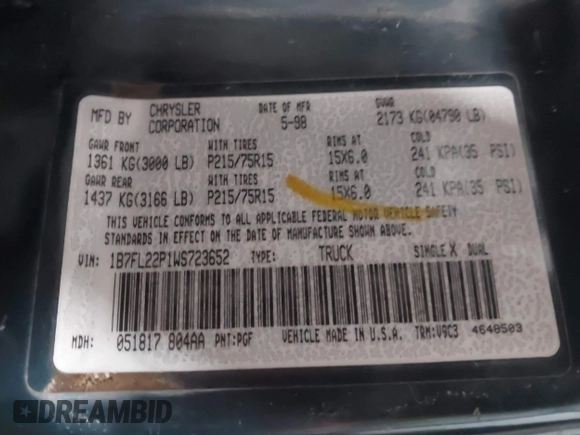 MFD BY CHRYSLER CORPORATION DATE OF MFR 5-98 GVWR 2173 KG(04790 LB)
GAWR FRONT WITH TIRES RIMS AT COLD
1361 KG(3000 LB) P215/75R15 15X6.0 241 KPA(35 PSI)
GAWR REAR WITH TIRES RIMS AT COLD
1437 KG(3166 LB) P215/75R15 15X6.0 241 KPA(35 PSI)
THIS VEHICLE CONFORMS TO ALL APPLICABLE FEDERAL MOTOR VEHICLE SAFETY
STANDARDS IN EFFECT ON THE DATE OF MANUFACTURE SHOWN ABOVE.
VIN: 1B7FL22P1WS723652 TYPE: TRUCK SINGLE X DUAL
MDH: 051817 804AA PNT:PGF VEHICLE MADE IN U.S.A. TRM:V9C3 4648503
DREAMBID